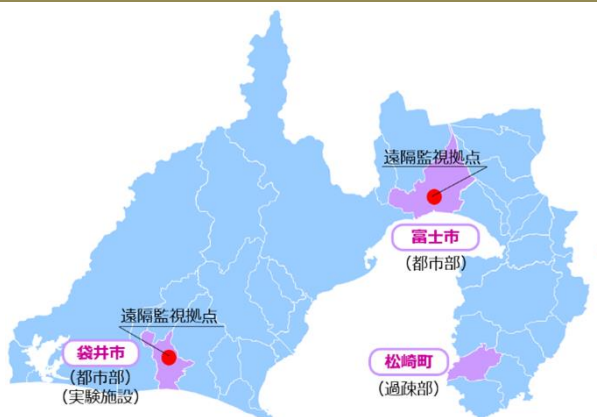 遠隔監視拠点
富士市
(都市部)
遠隔監視拠点
袋井市
(都市部)
(実験施設)
松崎町
(過疎部)